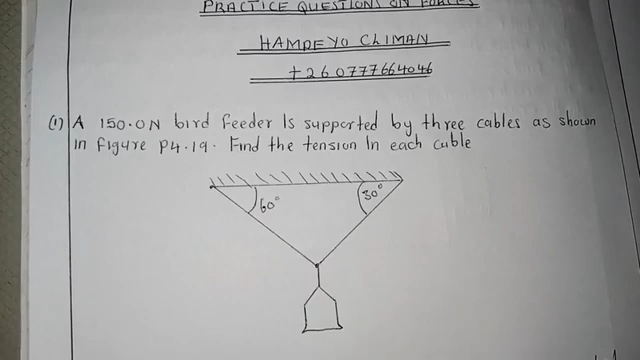 PRACTICE QUESTIONS ON FORCES
HAMPEYO CLIMAN
+260777664046
(1) A 150.0N bird feeder Is supported by three cables as shown
In figure P4.19. Find the tension In each cable
60° 30°